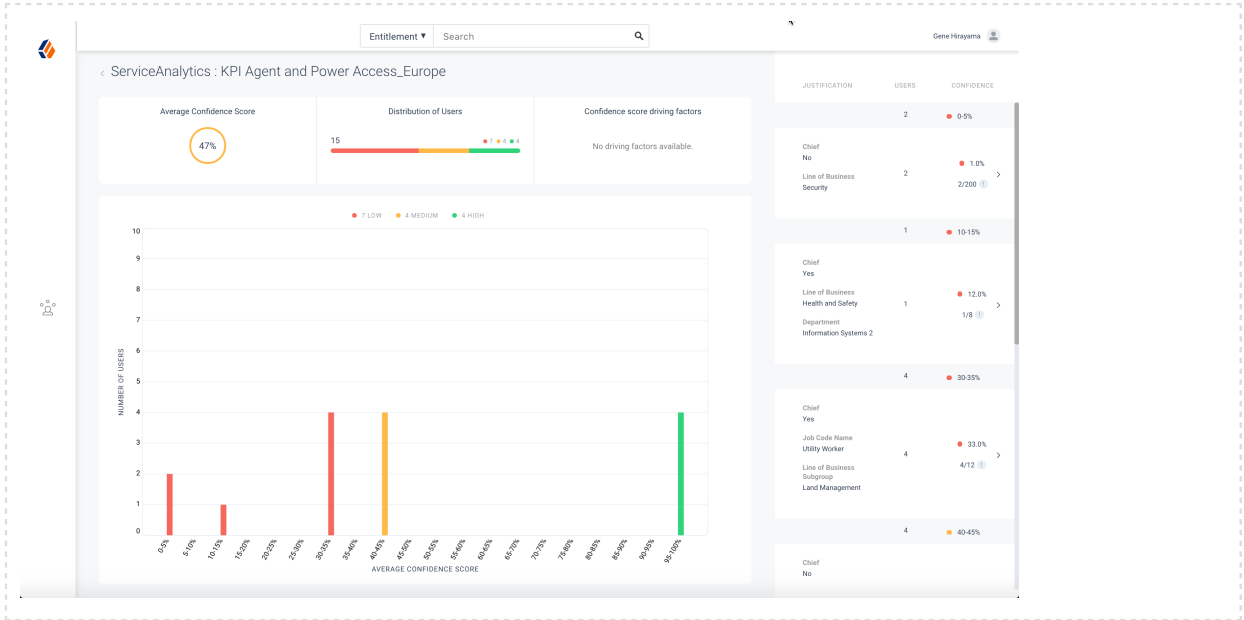 Entitlement ▼ Search
Gene Hirayama
‹ ServiceAnalytics : KPI Agent and Power Access_Europe
Average Confidence Score
47%
Distribution of Users
15
7 4 4
Confidence score driving factors
No driving factors available.
7 LOW 4 MEDIUM 4 HIGH
NUMBER OF USERS
10
9
8
7
6
5
4
3
2
1
0
0-5% 5-10% 10-15% 15-20% 20-25% 25-30% 30-35% 35-40% 40-45% 45-50% 50-55% 55-60% 60-65% 65-70% 70-75% 75-80% 80-85% 85-90% 90-95% 95-100%
AVERAGE CONFIDENCE SCORE
JUSTIFICATION USERS CONFIDENCE
2 0-5%
Chief
No
Line of Business
Security
2
1.0%
2/200 !
1 10-15%
Chief
Yes
Line of Business
Health and Safety
Department
Information Systems 2
1
12.0%
1/8 !
4 30-35%
Chief
Yes
Job Code Name
Utility Worker
Line of Business
Subgroup
Land Management
4
33.0%
4/12 !
4 40-45%
Chief
No